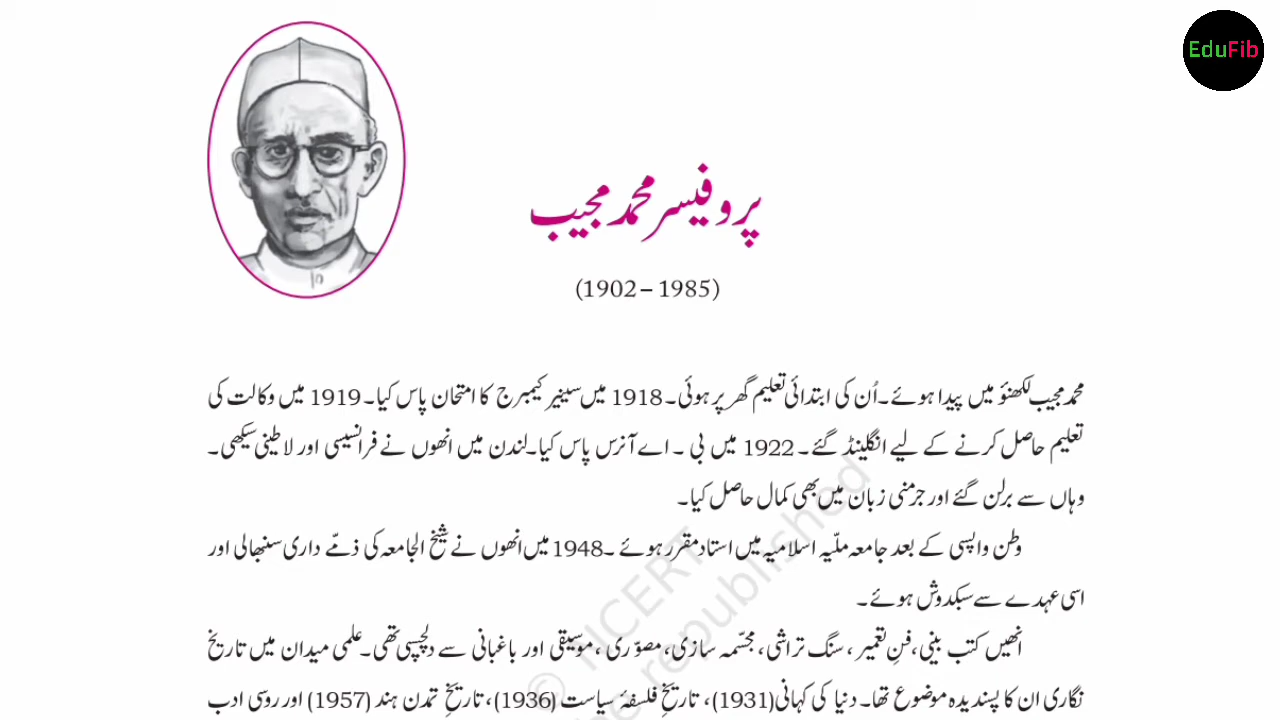 EduFib
پروفیسر محمد مجیب
(1902 – 1985)
محمد مجیب لکھنؤ میں پیدا ہوئے۔ اُن کی ابتدائی تعلیم گھر پر ہوئی۔ 1918 میں سینیر کیمبرج کا امتحان پاس کیا۔ 1919 میں وکالت کی
تعلیم حاصل کرنے کے لیے انگلینڈ گئے۔ 1922 میں بی۔ اے آنرس پاس کیا۔ لندن میں انھوں نے فرانسیسی اور لاطینی سیکھی۔
وہاں سے برلن گئے اور جرمنی زبان میں بھی کمال حاصل کیا۔
وطن واپسی کے بعد جامعہ ملّیہ اسلامیہ میں استاد مقرر ہوئے۔ 1948 میں انھوں نے شیخ الجامعہ کی ذمّے داری سنبھالی اور
اسی عہدے سے سبکدوش ہوئے۔
انھیں کتب بینی، فنِ تعمیر، سنگ تراشی، مجسّمہ سازی، مصوّری، موسیقی اور باغبانی سے دلچسپی تھی۔ علمی میدان میں تاریخ
نگاری ان کا پسندیدہ موضوع تھا۔ دنیا کی کہانی (1931)، تاریخِ فلسفۂ سیاست (1936)، تاریخِ تمدن ہند (1957) اور روسی ادب
© NCERT
be republished